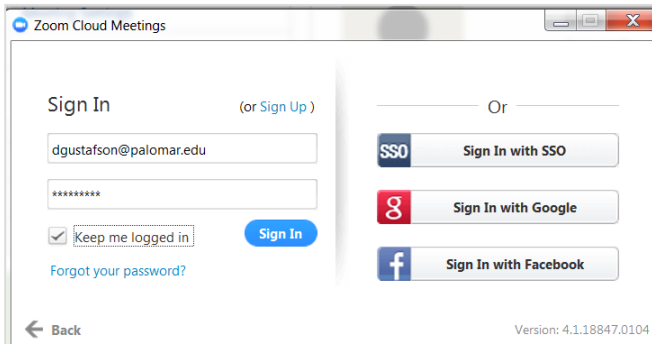 Zoom Cloud Meetings
Sign In
(or Sign Up )
dgustafson@palomar.edu
*********
Keep me logged in
Sign In
Forgot your password?
Back
Or
SSO
Sign In with SSO
8
Sign In with Google
f
Sign In with Facebook
Version: 4.1.18847.0104